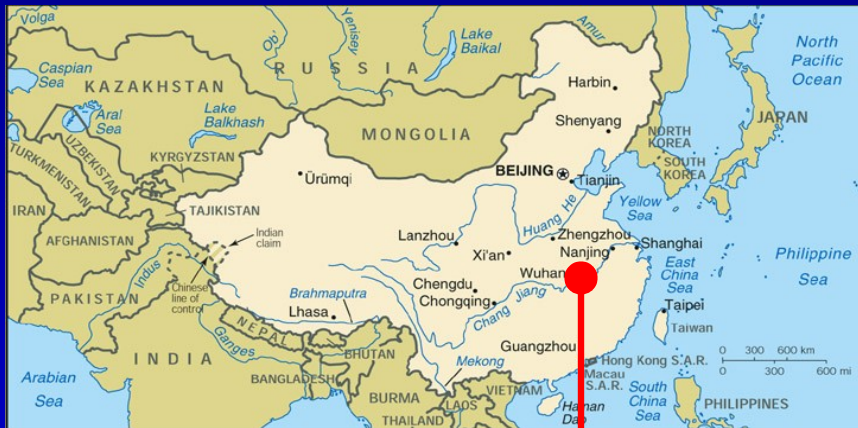 Volga
Ob'
Yenisey
Lake
Baikal
Amur
North
Pacific
Ocean
RUSSIA
Caspian
Sea
KAZAKHSTAN
Aral
Sea
Lake
Balkhash
Harbin
Shenyang
MONGOLIA
JAPAN
NORTH
KOREA
SOUTH
KOREA
UZBEKISTAN
TURKMENISTAN
KYRGYZSTAN
Ürümqi
BEIJING
Tianjin
IRAN
TAJIKISTAN
Yellow
Sea
AFGHANISTAN
Indian
claim
Lanzhou
Huang He
Zhengzhou
Xi'an
Nanjing
Shanghai
Philippine
Sea
Indus
Chinese
line of
control
Wuhan
East
China
Sea
PAKISTAN
Brahmaputra
Chengdu
Chongqing
Chang Jiang
Lhasa
Taipei
Taiwan
NEPAL
Ganges
BHUTAN
INDIA
Mekong
Guangzhou
Hong Kong S.A.R.
Macau
S.A.R.
0 300 600 km
0 300 600 mi
BANGLADESH
Arabian
Sea
BURMA
VIETNAM
LAOS
THAILAND
South
China
Sea
PHILIPPINES